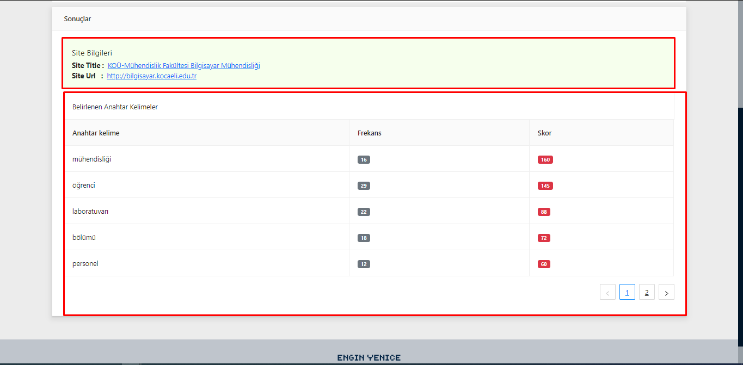 Sonuçlar
Site Bilgileri
Site Title : KOÜ-Mühendislik Fakültesi Bilgisayar Mühendisliği
Site Url : http://bilgisayar.kocaeli.edu.tr
Belirlenen Anahtar Kelimeler
Anahtar kelime Frekans Skor
mühendisliği 16 160
öğrenci 29 145
laboratuvarı 22 88
bölümü 18 72
personel 12 60
< 1 2 >
ENGIN YENICE